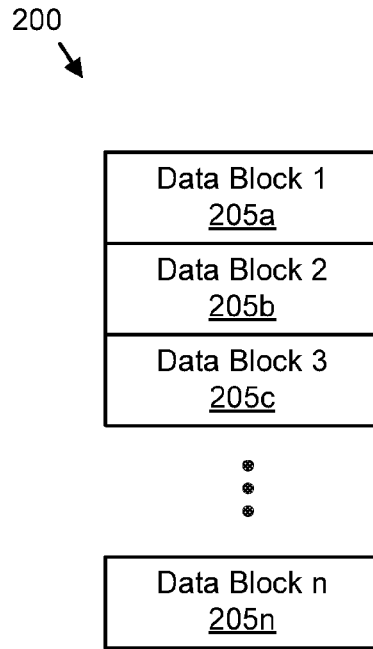 200
Data Block 1
205a
Data Block 2
205b
Data Block 3
205c
Data Block n
205n